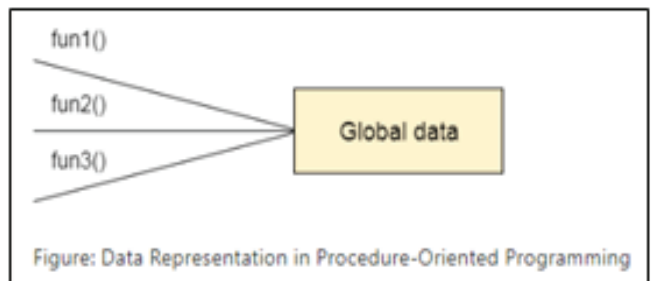 fun1()
fun2()
Global data
fun3()
Figure: Data Representation in Procedure-Oriented Programming